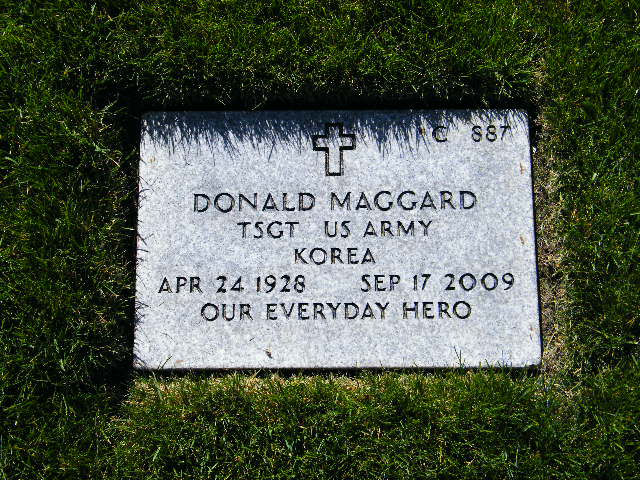 C 887
DONALD MAGGARD
TSGT US ARMY
KOREA
APR 24 1928 SEP 17 2009
OUR EVERYDAY HERO